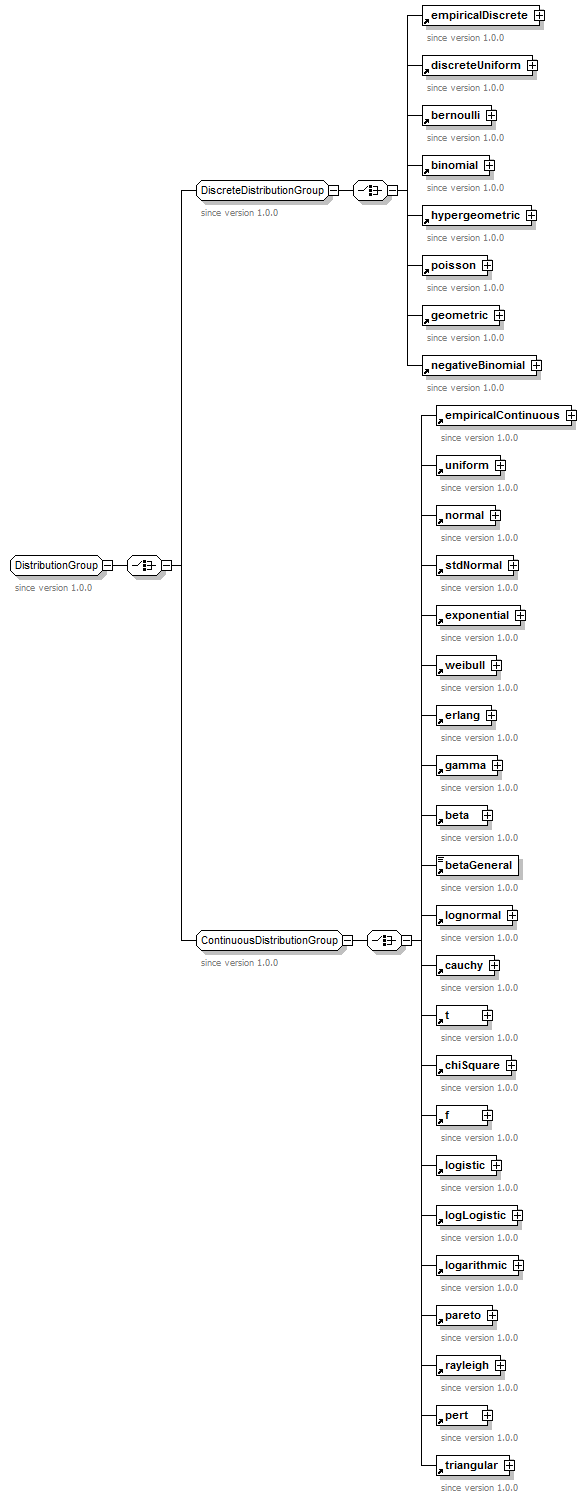 empiricalDiscrete
since version 1.0.0
discreteUniform
since version 1.0.0
bernoulli
since version 1.0.0
binomial
since version 1.0.0
DiscreteDistributionGroup
since version 1.0.0
hypergeometric
since version 1.0.0
poisson
since version 1.0.0
geometric
since version 1.0.0
negativeBinomial
since version 1.0.0
empiricalContinuous
since version 1.0.0
uniform
since version 1.0.0
normal
since version 1.0.0
DistributionGroup
since version 1.0.0
stdNormal
since version 1.0.0
exponential
since version 1.0.0
weibull
since version 1.0.0
erlang
since version 1.0.0
gamma
since version 1.0.0
beta
since version 1.0.0
betaGeneral
since version 1.0.0
lognormal
since version 1.0.0
ContinuousDistributionGroup
since version 1.0.0
cauchy
since version 1.0.0
t
since version 1.0.0
chiSquare
since version 1.0.0
f
since version 1.0.0
logistic
since version 1.0.0
logLogistic
since version 1.0.0
logarithmic
since version 1.0.0
pareto
since version 1.0.0
rayleigh
since version 1.0.0
pert
since version 1.0.0
triangular
since version 1.0.0